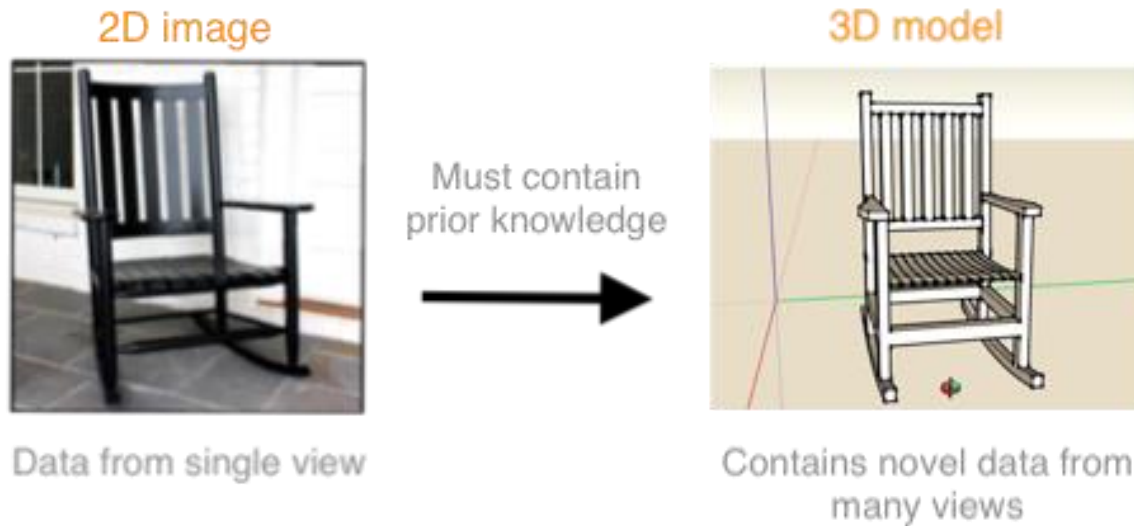 2D image
3D model
Must contain
prior knowledge
Data from single view
Contains novel data from
many views